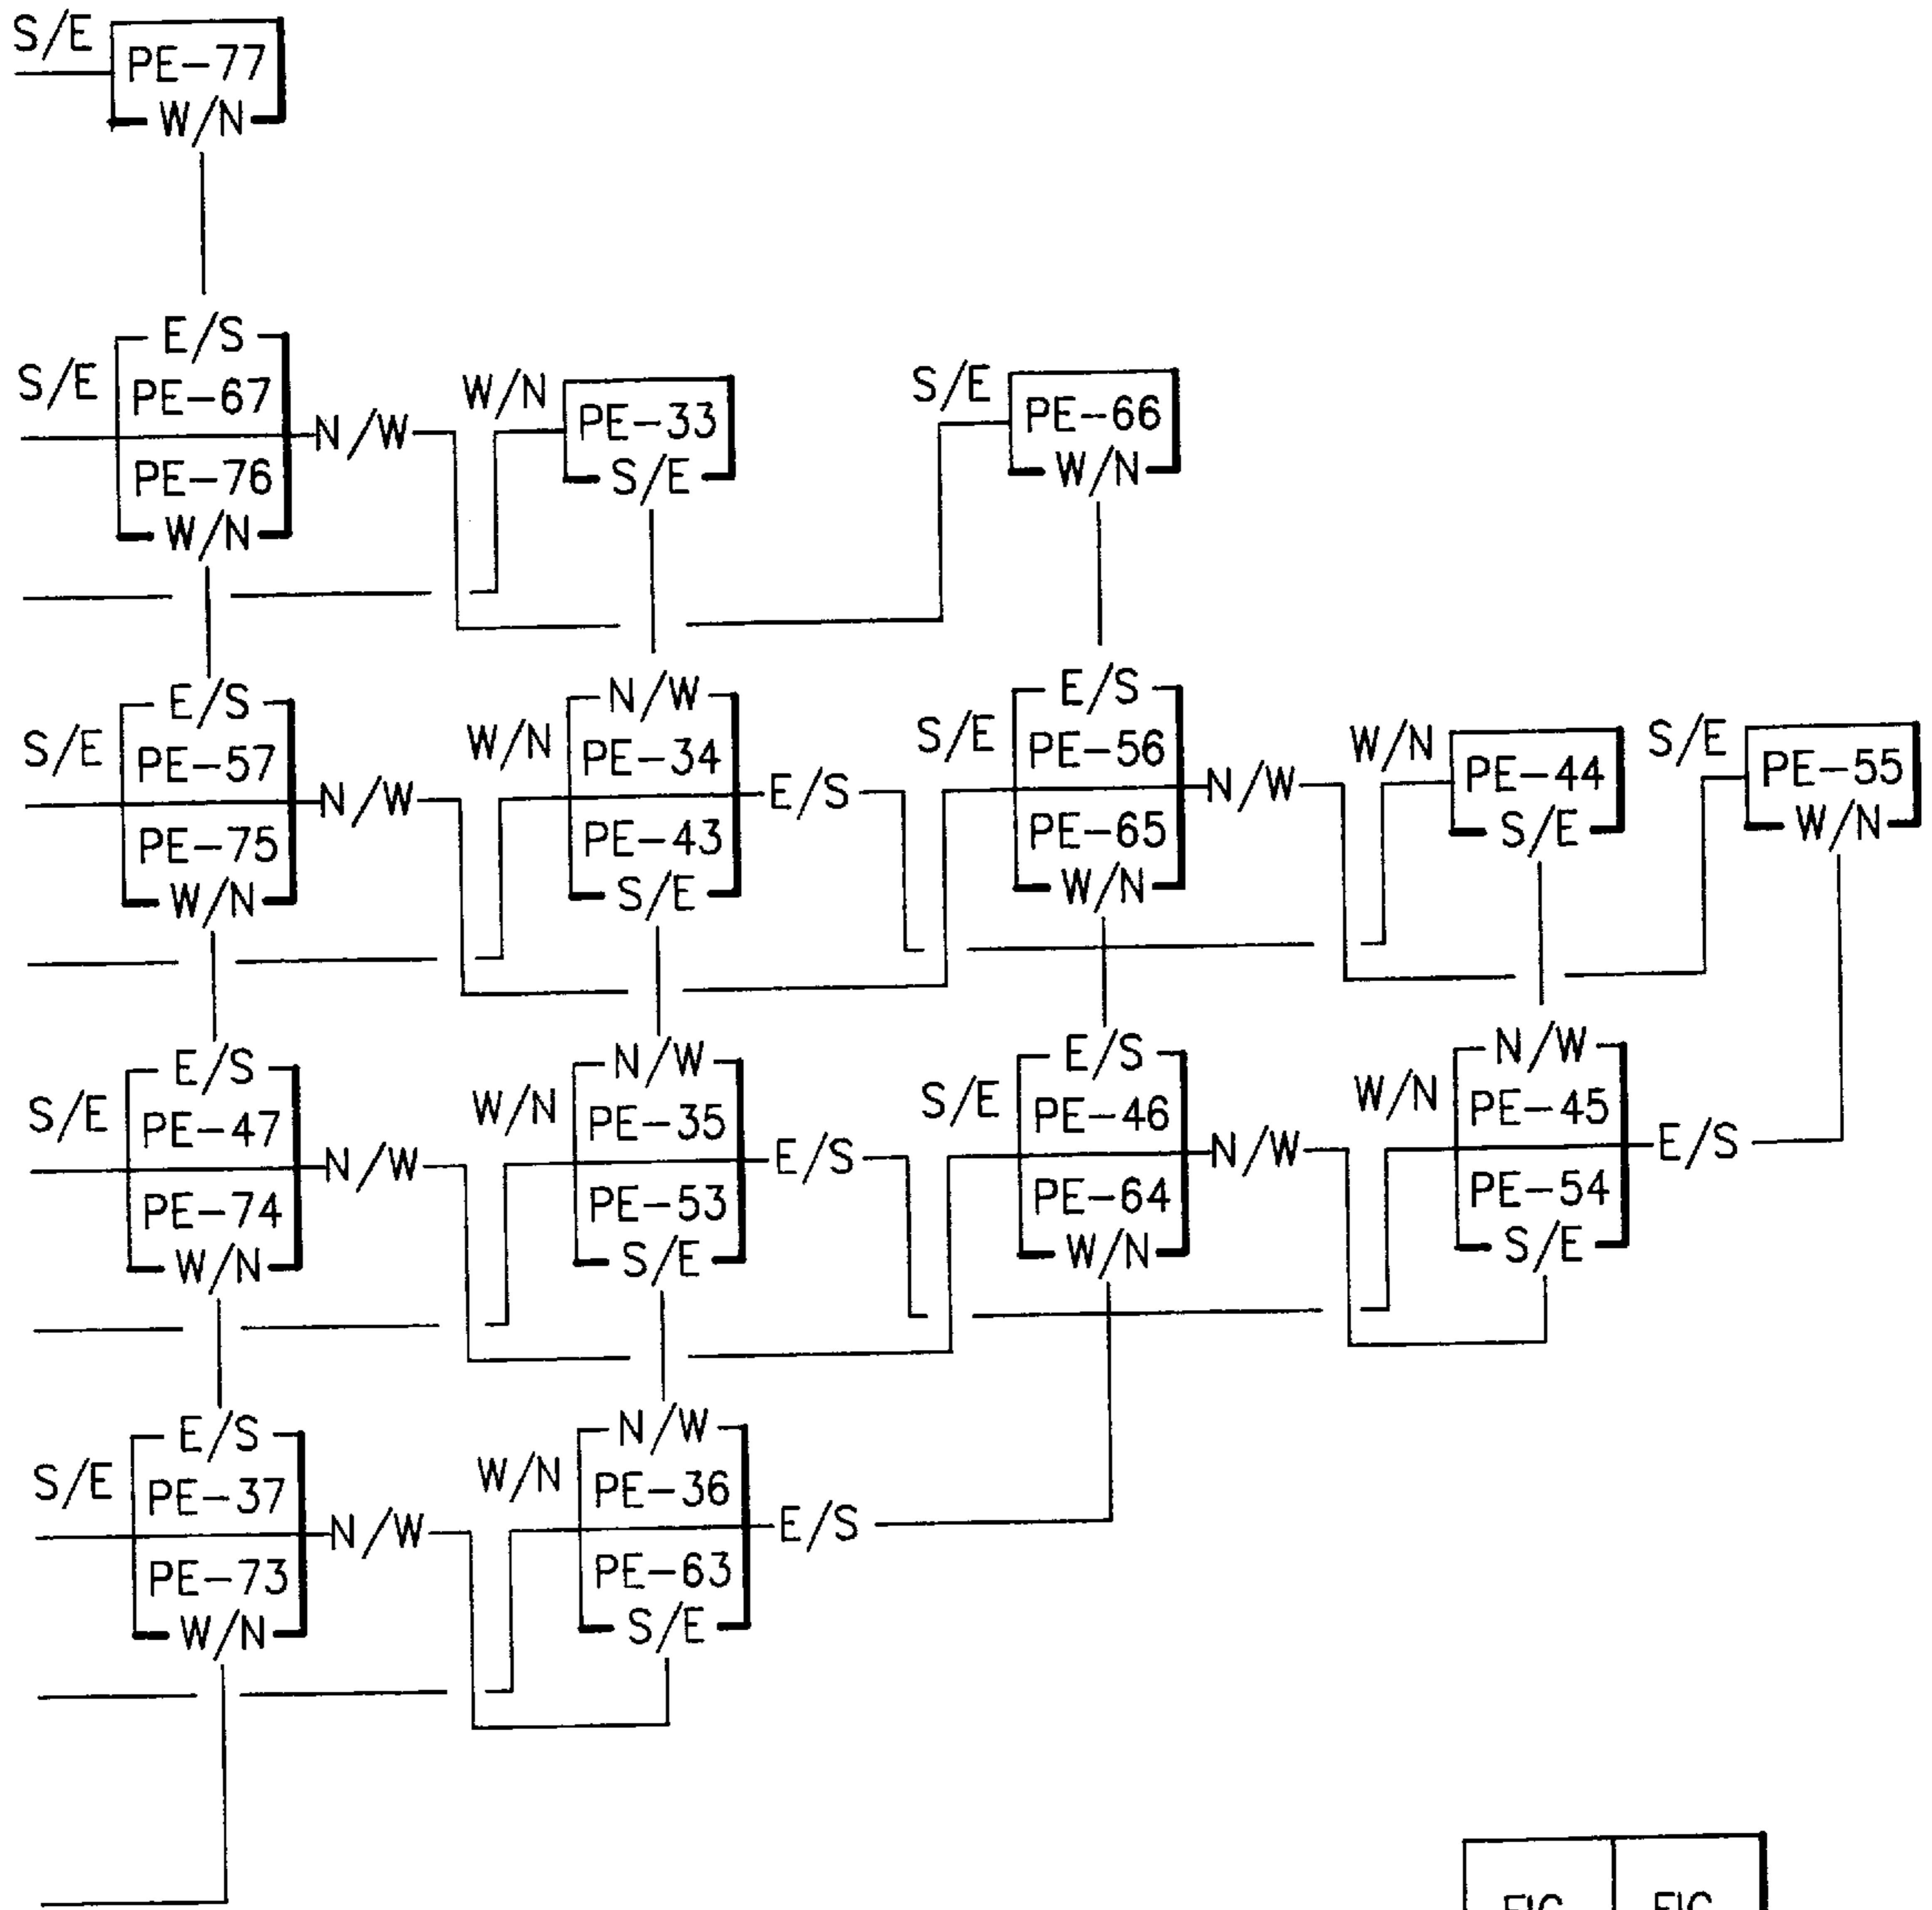 S/E
PE-77
W/N
E/S
S/E
PE-67
N/W
PE-76
W/N
W/N
PE-33
S/E
S/E
PE-66
W/N
E/S
S/E
PE-57
N/W
PE-75
W/N
N/W
W/N
PE-34
E/S
PE-43
S/E
E/S
S/E
PE-56
N/W
PE-65
W/N
W/N
PE-44
S/E
S/E
PE-55
W/N
E/S
S/E
PE-47
N/W
PE-74
W/N
N/W
W/N
PE-35
E/S
PE-53
S/E
E/S
S/E
PE-46
N/W
PE-64
W/N
N/W
W/N
PE-45
E/S
PE-54
S/E
E/S
S/E
PE-37
N/W
PE-73
W/N
N/W
W/N
PE-36
E/S
PE-63
S/E
FIG
FIG